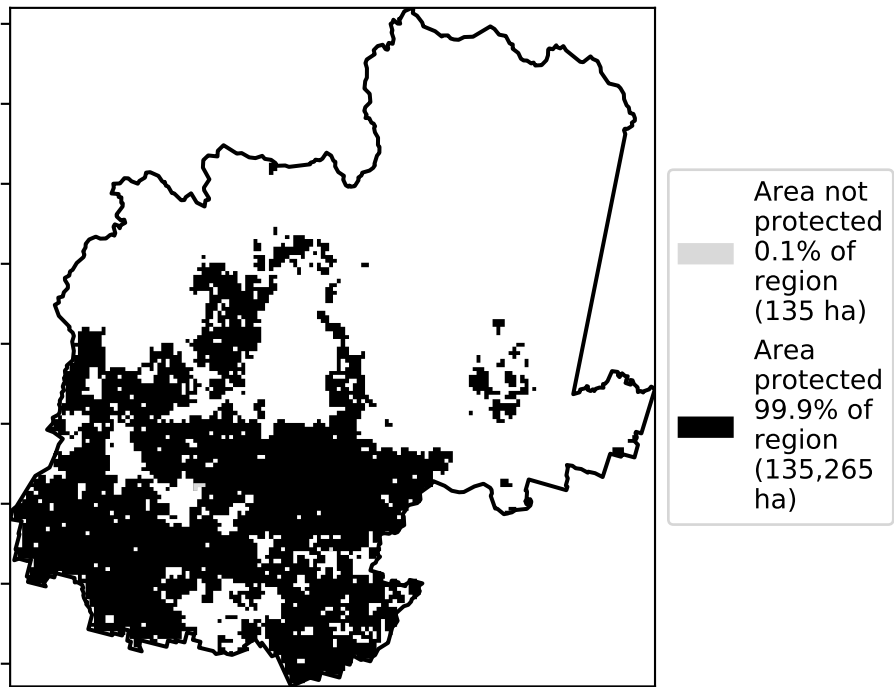 Area not
protected
0.1% of
region
(135 ha)
Area
protected
99.9% of
region
(135,265
ha)